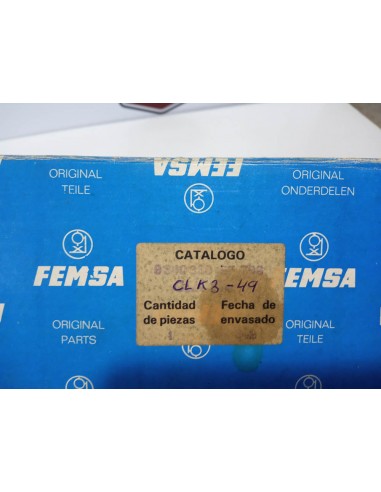 ORIGINAL
TEILE
FEMSA
ORIGINAL
ONDERDELEN
FEMSA
ORIGINAL
PARTS
CATALOGO
CLK3-49
Cantidad
de piezas
Fecha de
envasado
1
FEMSA
ORIGINAL
TEILE